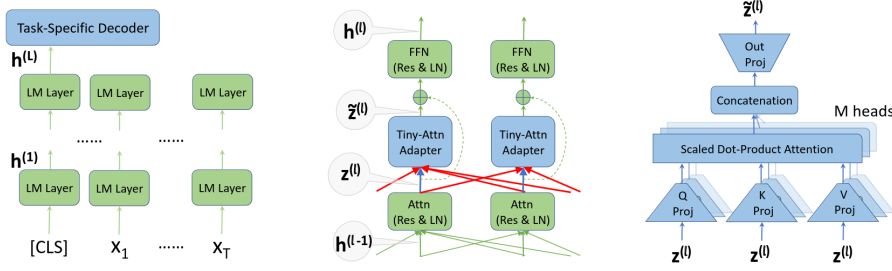 Task-Specific Decoder
h(L)
LM Layer LM Layer LM Layer
...... ......
h(1)
LM Layer LM Layer LM Layer
[CLS] X1 ...... XT
h(l)
FFN (Res & LN) FFN (Res & LN)
z̃(l)
Tiny-Attn Adapter Tiny-Attn Adapter
z(l)
Attn (Res & LN) Attn (Res & LN)
h(l-1)
z̃(l)
Out Proj
Concatenation
M heads
Scaled Dot-Product Attention
Q Proj K Proj V Proj
z(l) z(l) z(l)